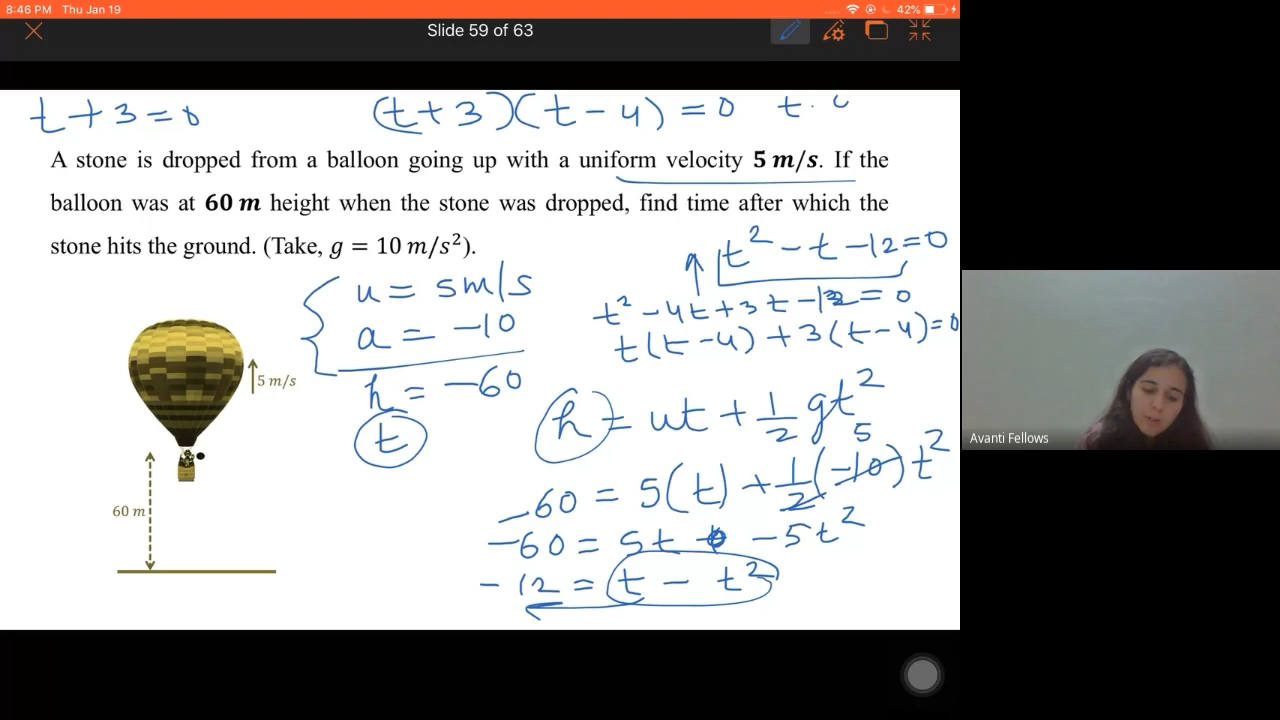 8:46 PM Thu Jan 19
42%
Slide 59 of 63
t + 3 = 0
(t + 3)(t − 4) = 0
A stone is dropped from a balloon going up with a uniform velocity 5 m/s. If the
balloon was at 60 m height when the stone was dropped, find time after which the
stone hits the ground. (Take, g = 10 m/s²).
t² − t − 12 = 0
t² − 4t + 3t − 12 = 0
t(t − 4) + 3(t − 4) = 0
u = 5m/s
a = −10
h = −60
t
5 m/s
60 m
h = ut + 1/2 gt²
5
−60 = 5(t) + 1/2 (−10) t²
−60 = 5t − 5t²
−12 = t − t²
Avanti Fellows